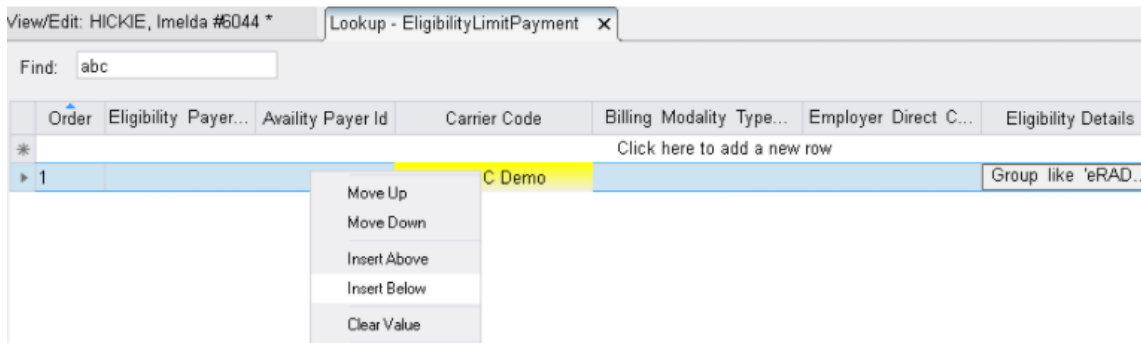 View/Edit: HICKIE, Imelda #6044 * Lookup - EligibilityLimitPayment X
Find: abc
Order Eligibility Payer... Availity Payer Id Carrier Code Billing Modality Type... Employer Direct C... Eligibility Details
* Click here to add a new row
1 C Demo Group like 'eRAD...
Move Up
Move Down
Insert Above
Insert Below
Clear Value